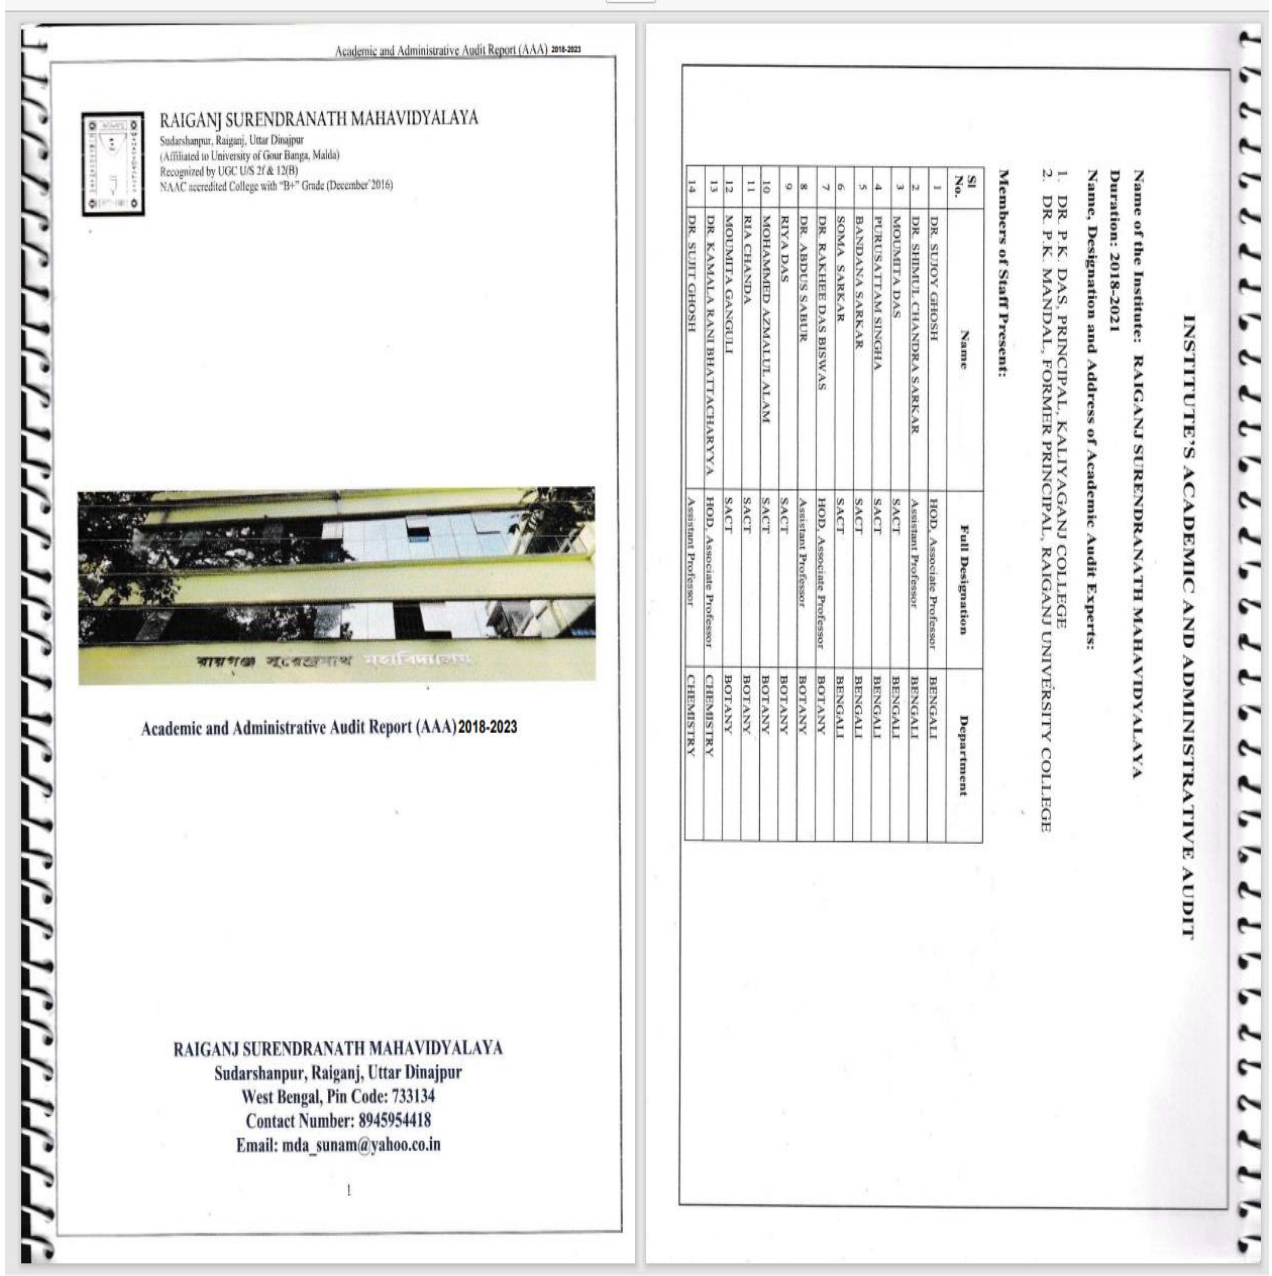 Academic and Administrative Audit Report (AAA) 2018-2023
RAIGANJ SURENDRANATH MAHAVIDYALAYA
Sudarshanpur, Raiganj, Uttar Dinajpur
(Affiliated to University of Gour Banga, Malda)
Recognized by UGC U/S 2f & 12(B)
NAAC accredited College with "B+" Grade (December'2016)
রায়গঞ্জ সুরেন্দ্রনাথ মহাবিদ্যালয়
Academic and Administrative Audit Report (AAA) 2018-2023
RAIGANJ SURENDRANATH MAHAVIDYALAYA
Sudarshanpur, Raiganj, Uttar Dinajpur
West Bengal, Pin Code: 733134
Contact Number: 8945954418
Email: mda_sunam@yahoo.co.in
1
INSTITUTE'S ACADEMIC AND ADMINISTRATIVE AUDIT
Name of the Institute: RAIGANJ SURENDRANATH MAHAVIDYALAYA
Duration: 2018-2021
Name, Designation and Address of Academic Audit Experts:
1. DR. P.K. DAS, PRINCIPAL, KALIYAGANJ COLLEGE
2. DR. P.K. MANDAL, FORMER PRINCIPAL, RAIGANJ UNIVERSITY COLLEGE
Members of Staff Present:
Sl No. Name Full Designation Department
1 DR. SUJOY GHOSH HOD, Associate Professor BENGALI
2 DR. SHIMUL CHANDRA SARKAR Assistant Professor BENGALI
3 MOUMITA DAS SACT BENGALI
4 PURUSATTAM SINGHA SACT BENGALI
5 BANDANA SARKAR SACT BENGALI
6 SOMA SARKAR SACT BENGALI
7 DR. RAKHEE DAS BISWAS HOD, Associate Professor BOTANY
8 DR. ABDUS SABUR Assistant Professor BOTANY
9 RIYA DAS SACT BOTANY
10 MOHAMMED AZMALUL ALAM SACT BOTANY
11 RIA CHANDA SACT BOTANY
12 MOUMITA GANGULI SACT BOTANY
13 DR. KAMALA RANI BHATTACHARYYA HOD, Associate Professor CHEMISTRY
14 DR. SUJIT GHOSH Assistant Professor CHEMISTRY